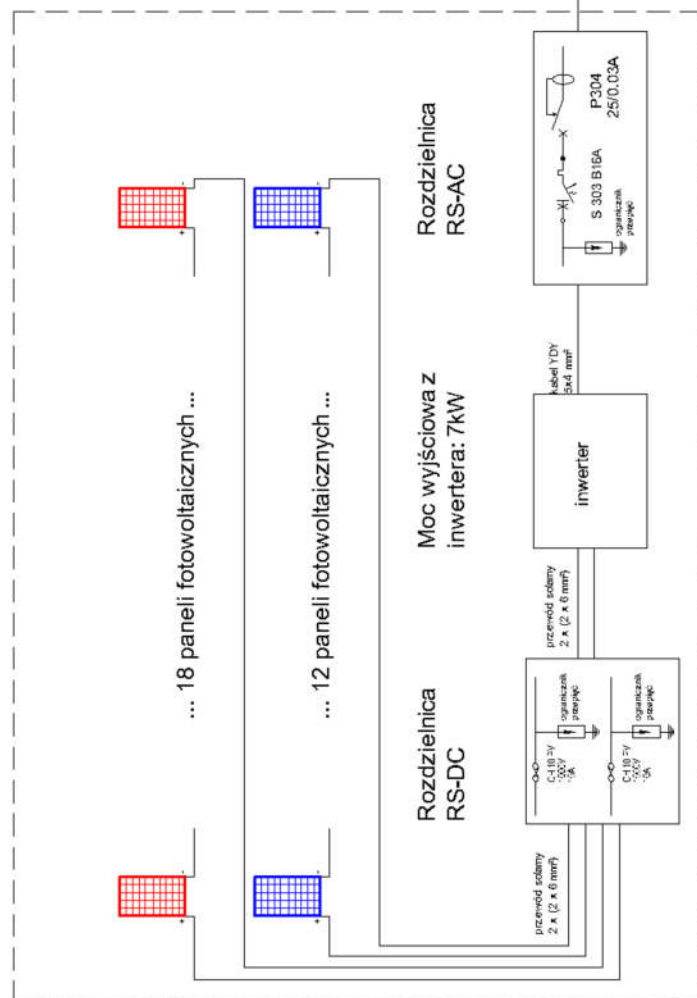 ... 18 paneli fotowoltaicznych ...
... 12 paneli fotowoltaicznych ...
Rozdzielnica
RS-DC
Moc wyjściowa z
inwertera: 7kW
Rozdzielnica
RS-AC
przewód solarny
2 x (2 x 6 mm²)
ogranicznik
przepięć
1000V
ogranicznik
przepięć
1000V
przewód solarny
2 x (2 x 6 mm²)
inwerter
kabel YDY
5x4 mm²
S 303 B16A
ogranicznik
przepięć
P304
25/0.03A